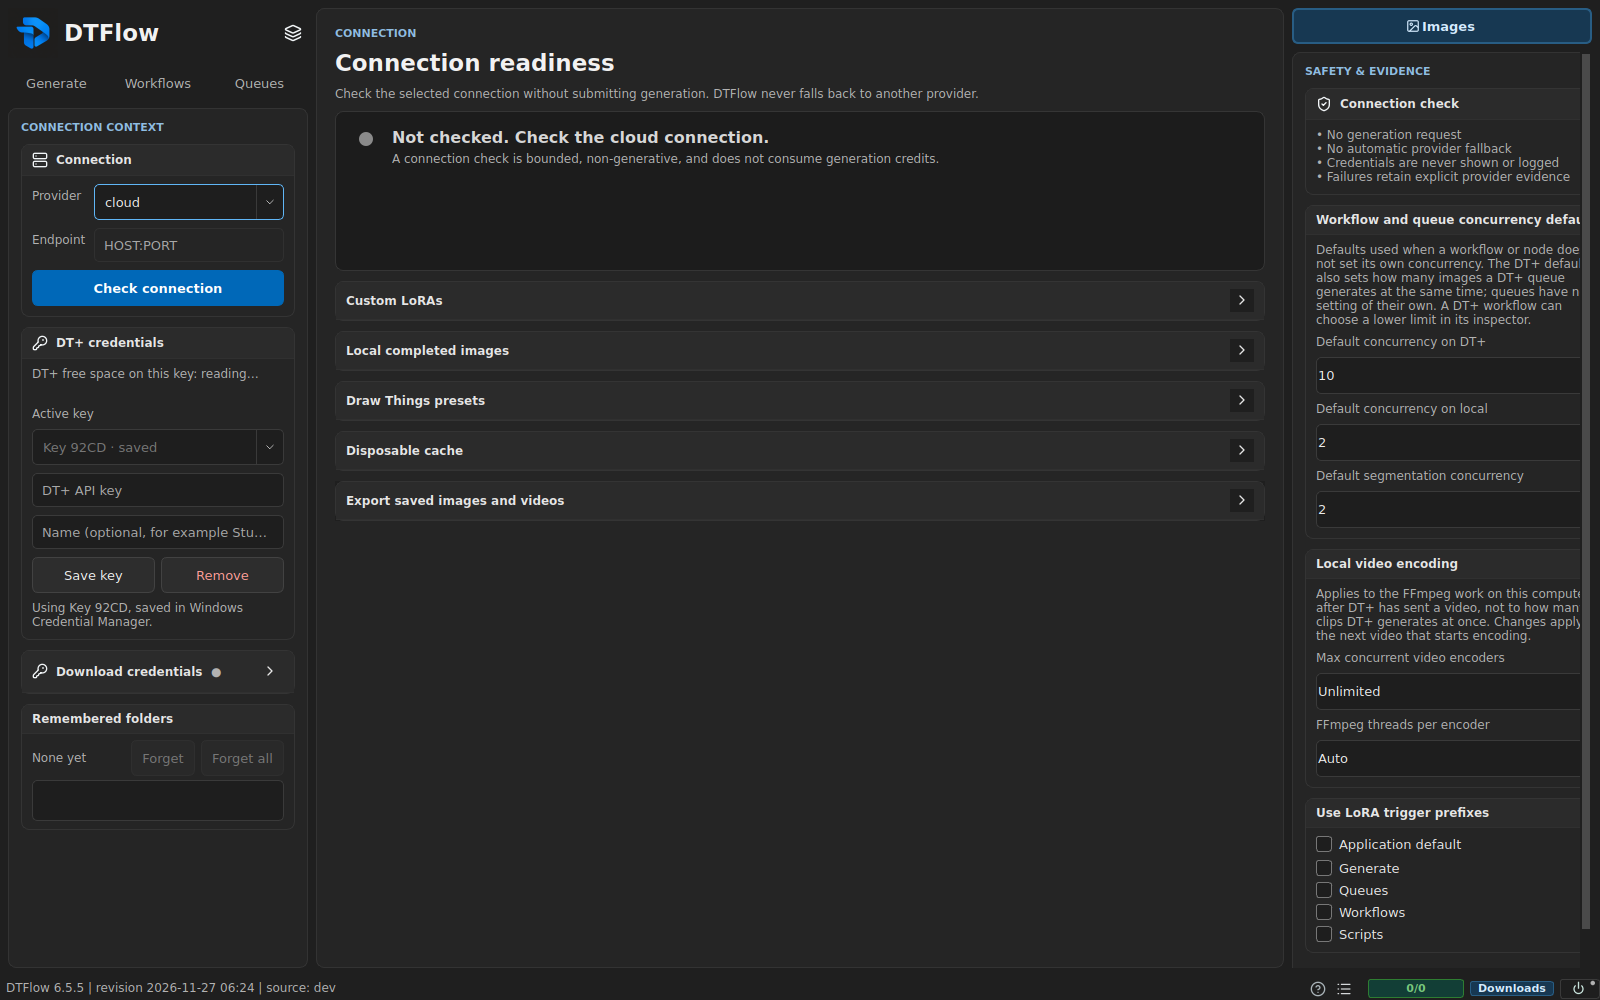 DTFlow
Generate
Workflows
Queues
CONNECTION CONTEXT
Connection
Provider
cloud
Endpoint
HOST:PORT
Check connection
DT+ credentials
DT+ free space on this key: reading...
Active key
Key 92CD · saved
DT+ API key
Name (optional, for example Stu...
Save key
Remove
Using Key 92CD, saved in Windows
Credential Manager.
Download credentials
Remembered folders
None yet
Forget
Forget all
CONNECTION
Connection readiness
Check the selected connection without submitting generation. DTFlow never falls back to another provider.
Not checked. Check the cloud connection.
A connection check is bounded, non-generative, and does not consume generation credits.
Custom LoRAs
Local completed images
Draw Things presets
Disposable cache
Export saved images and videos
Images
SAFETY & EVIDENCE
Connection check
• No generation request
• No automatic provider fallback
• Credentials are never shown or logged
• Failures retain explicit provider evidence
Workflow and queue concurrency defau
Defaults used when a workflow or node doe
not set its own concurrency. The DT+ defaul
also sets how many images a DT+ queue
generates at the same time; queues have n
setting of their own. A DT+ workflow can
choose a lower limit in its inspector.
Default concurrency on DT+
10
Default concurrency on local
2
Default segmentation concurrency
2
Local video encoding
Applies to the FFmpeg work on this compute
after DT+ has sent a video, not to how man
clips DT+ generates at once. Changes apply
the next video that starts encoding.
Max concurrent video encoders
Unlimited
FFmpeg threads per encoder
Auto
Use LoRA trigger prefixes
Application default
Generate
Queues
Workflows
Scripts
DTFlow 6.5.5 | revision 2026-11-27 06:24 | source: dev
0/0
Downloads